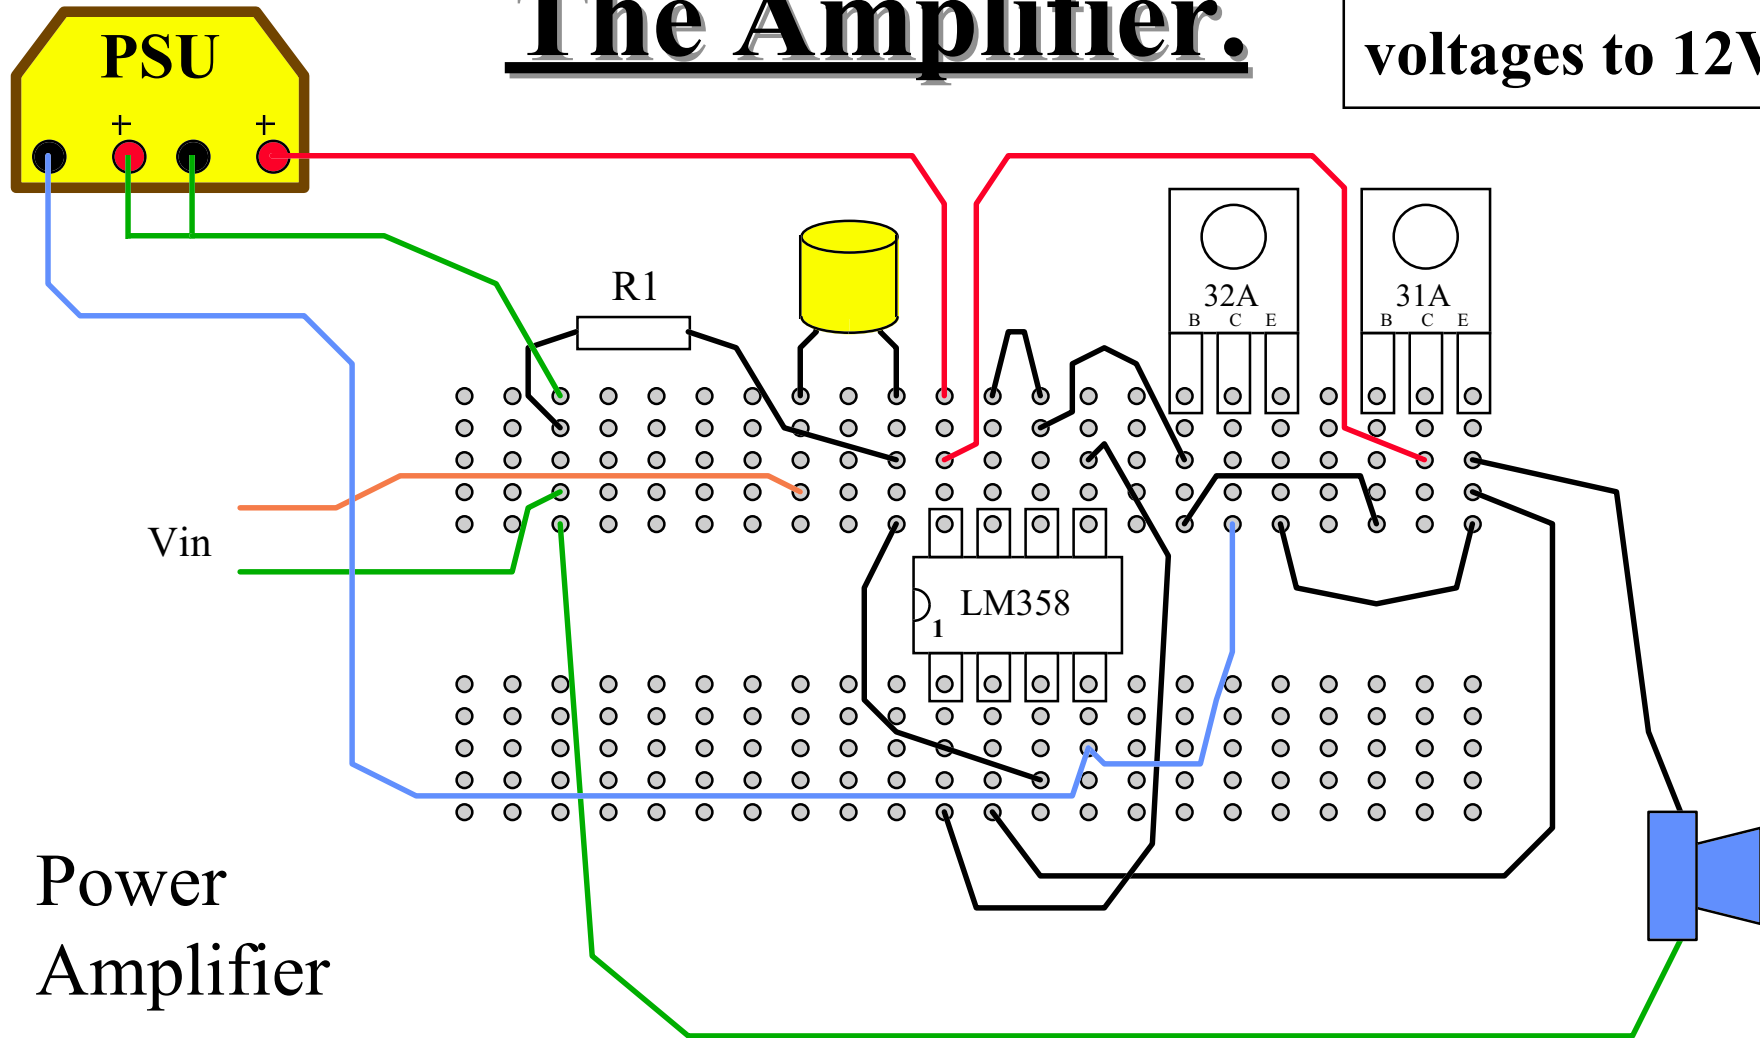 The Amplifier.
voltages to 12V
PSU
+ +
R1
32A
B C E
31A
B C E
Vin
LM358
1
Power
Amplifier